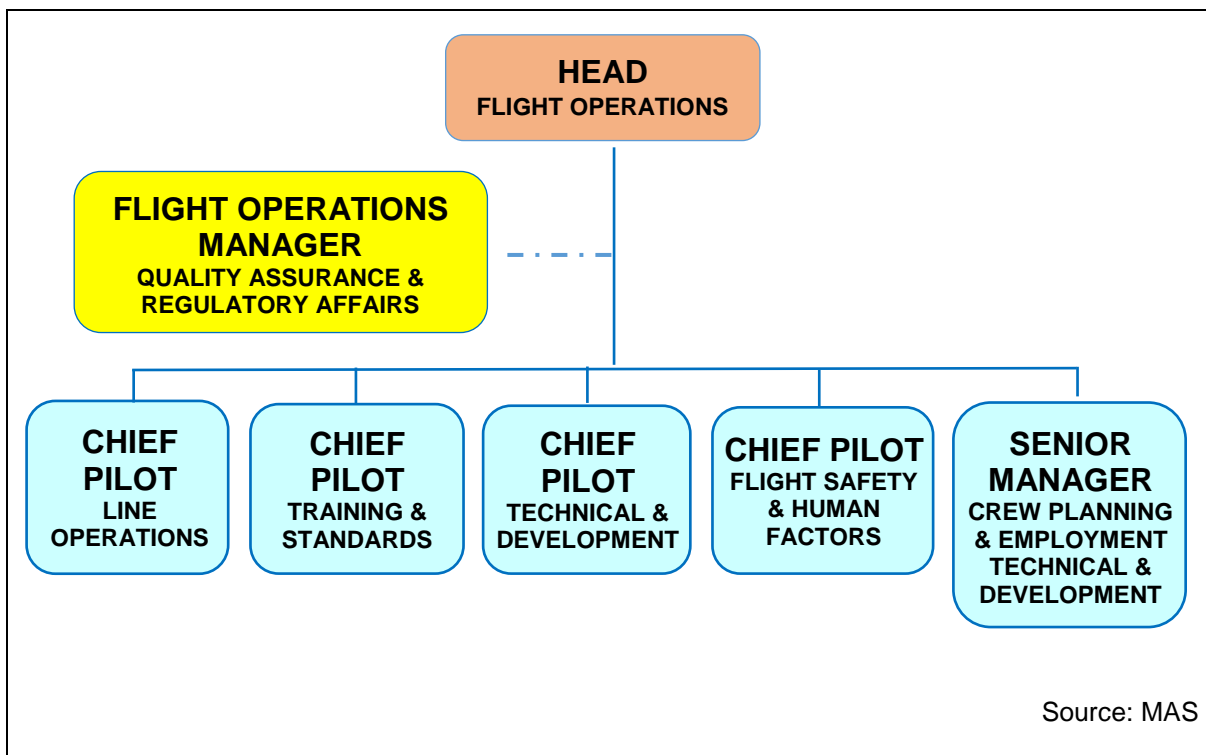 HEAD
FLIGHT OPERATIONS
FLIGHT OPERATIONS
MANAGER
QUALITY ASSURANCE &
REGULATORY AFFAIRS
CHIEF
PILOT
LINE
OPERATIONS
CHIEF
PILOT
TRAINING &
STANDARDS
CHIEF
PILOT
TECHNICAL &
DEVELOPMENT
CHIEF PILOT
FLIGHT SAFETY
& HUMAN
FACTORS
SENIOR
MANAGER
CREW PLANNING
& EMPLOYMENT
TECHNICAL &
DEVELOPMENT
Source: MAS